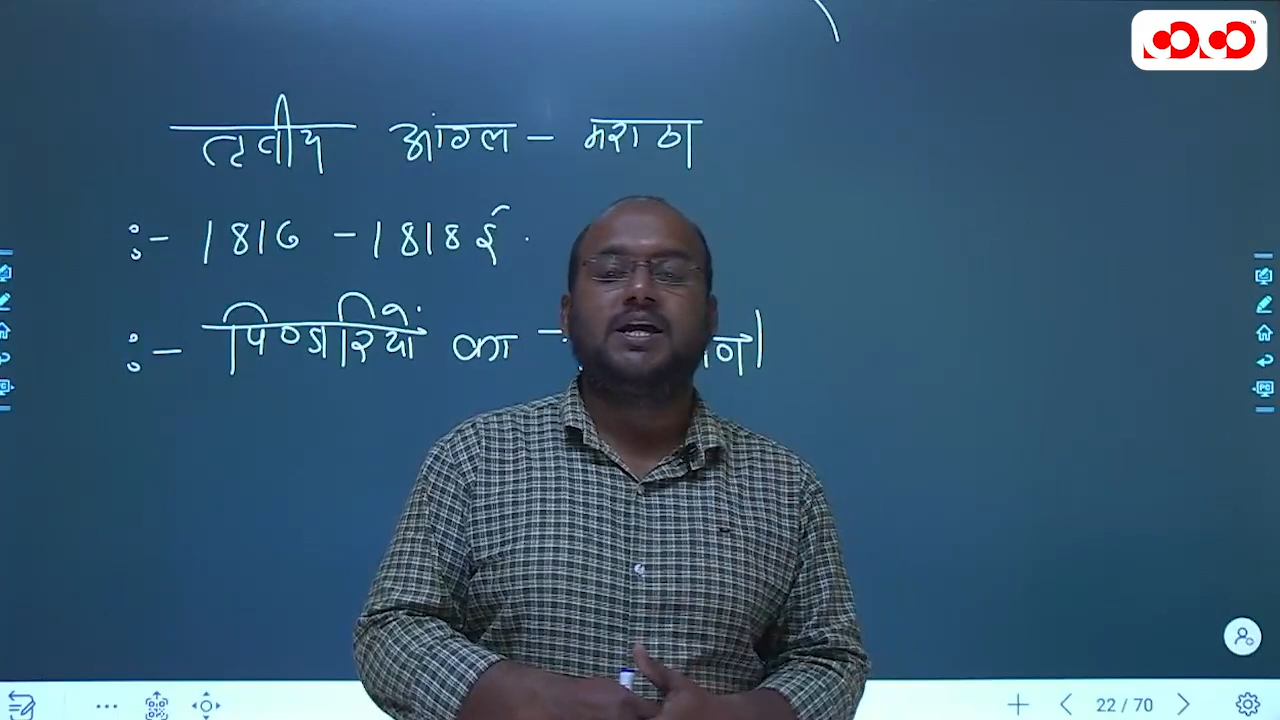 तृतीय आंग्ल - मराठा
:- 1816 - 1818 ई.
:- पिण्डारियों का
22 / 70